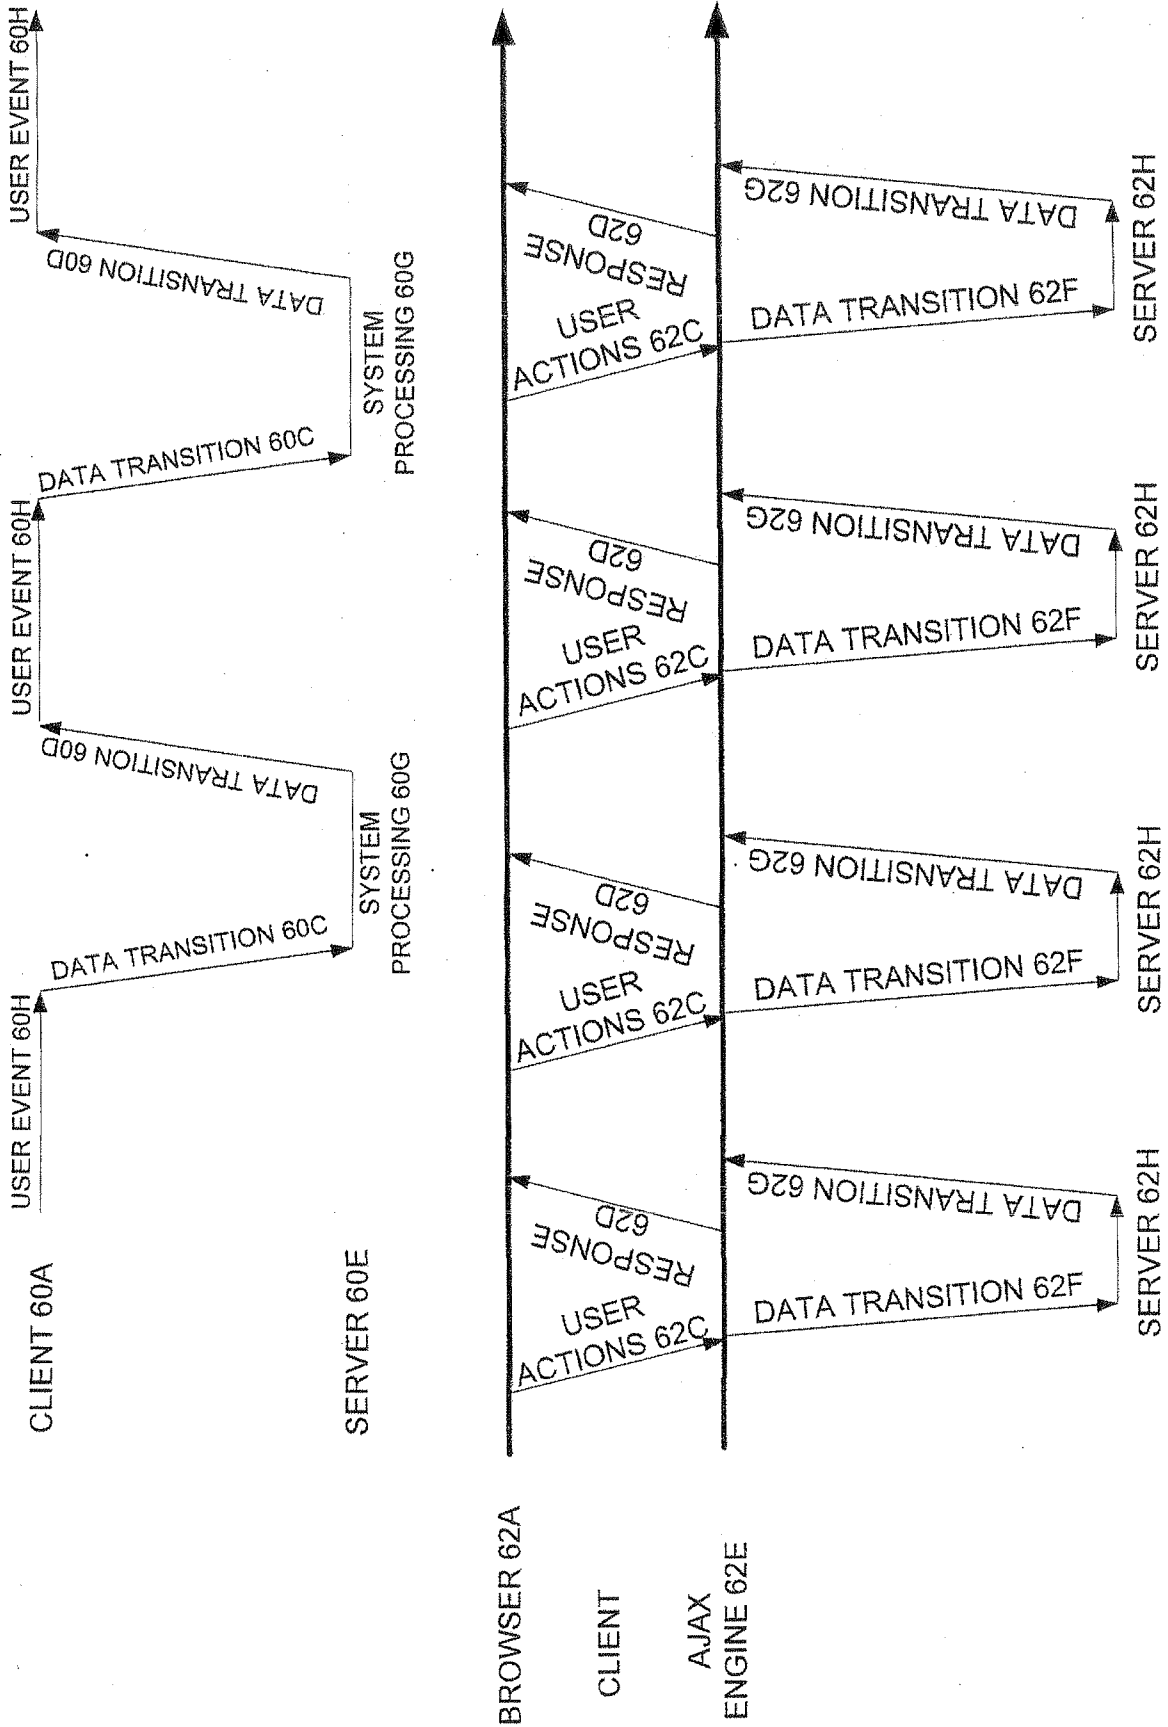 CLIENT 60A
USER EVENT 60H
USER EVENT 60H
USER EVENT 60H
DATA TRANSITION 60C
DATA TRANSITION 60D
DATA TRANSITION 60C
DATA TRANSITION 60D
SERVER 60E
SYSTEM
PROCESSING 60G
SYSTEM
PROCESSING 60G
BROWSER 62A
CLIENT
USER
ACTIONS 62C
RESPONSE
62D
USER
ACTIONS 62C
RESPONSE
62D
USER
ACTIONS 62C
RESPONSE
62D
USER
ACTIONS 62C
RESPONSE
62D
AJAX
ENGINE 62E
DATA TRANSITION 62F
DATA TRANSITION 62G
DATA TRANSITION 62F
DATA TRANSITION 62G
DATA TRANSITION 62F
DATA TRANSITION 62G
DATA TRANSITION 62F
DATA TRANSITION 62G
SERVER 62H
SERVER 62H
SERVER 62H
SERVER 62H